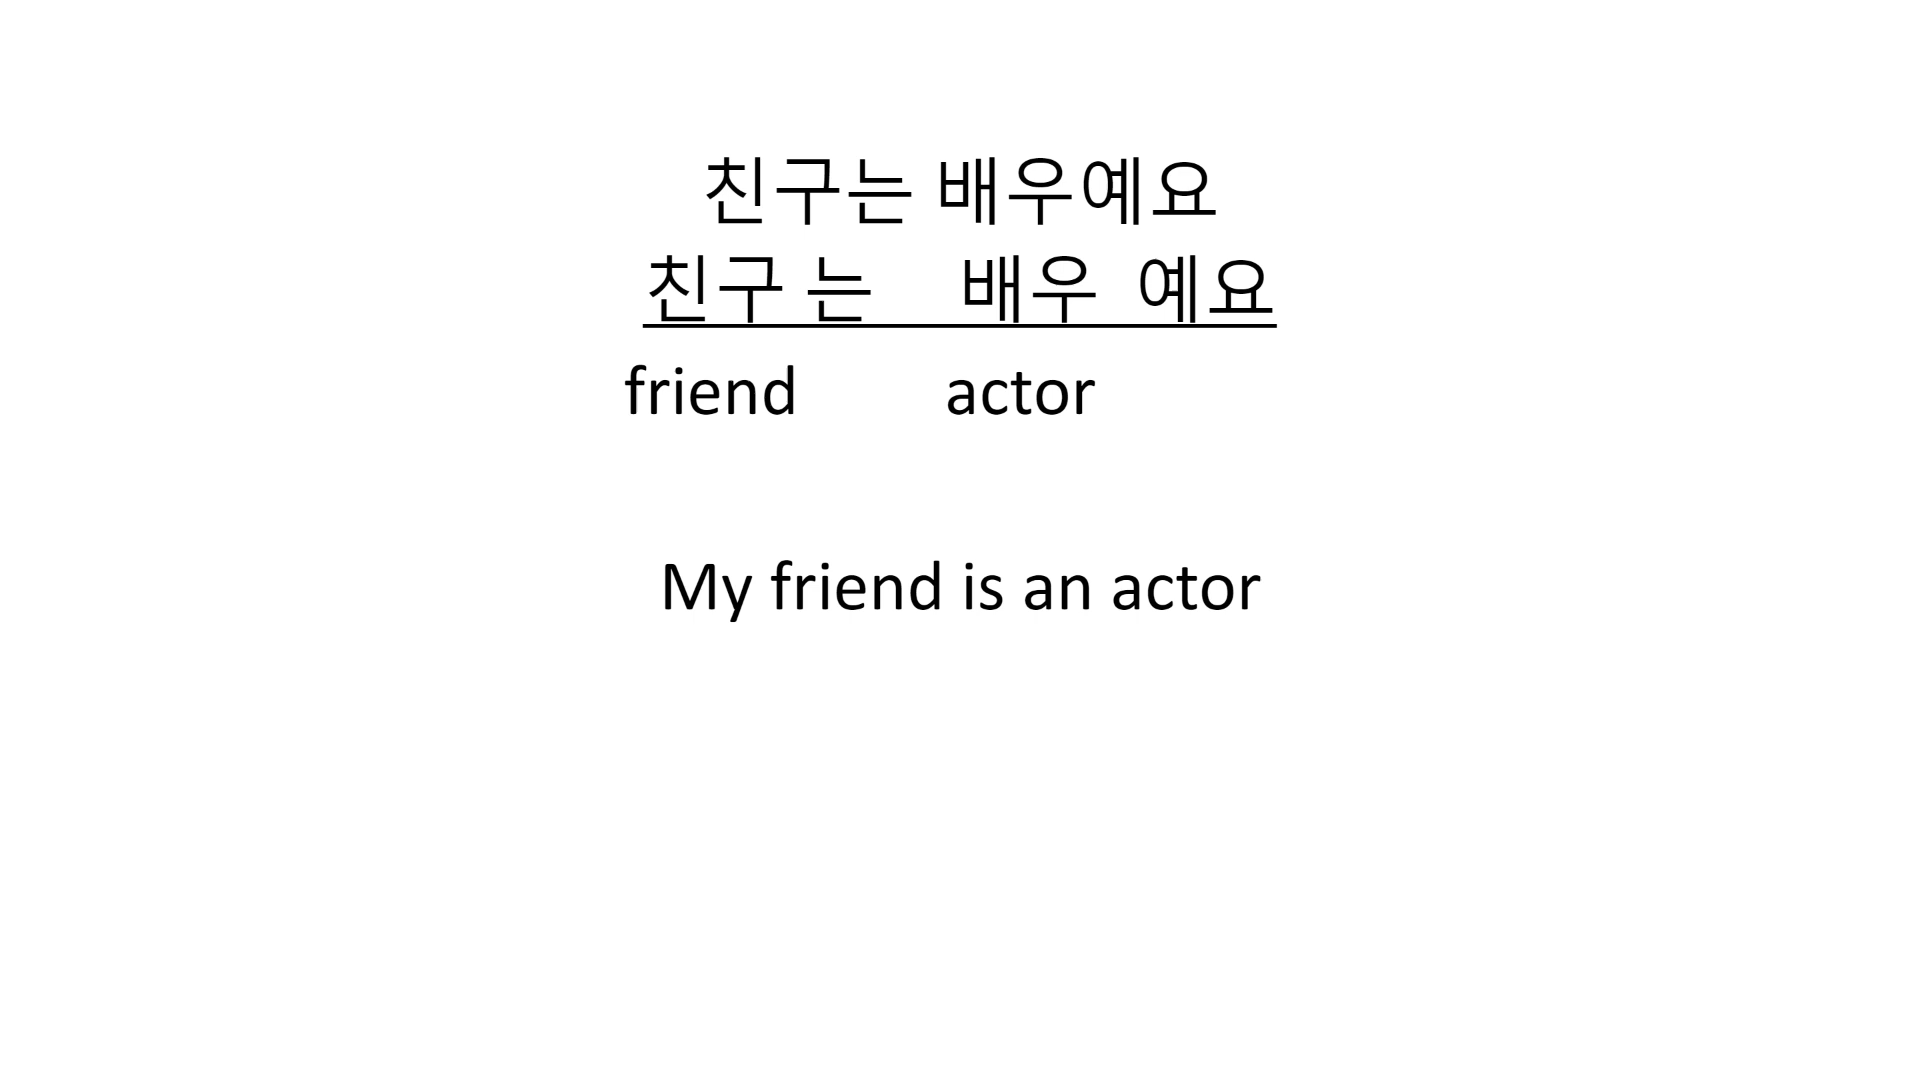 친구는 배우예요
친구 는 배우 예요
friend actor
My friend is an actor